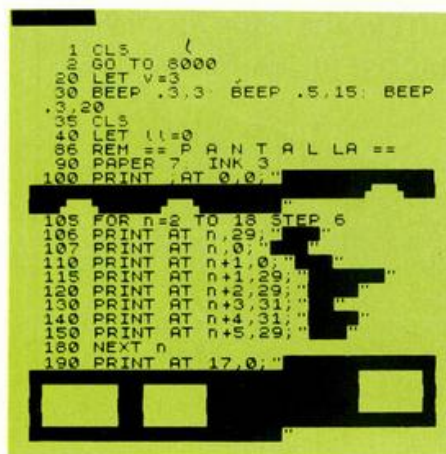 1 CLS
2 GO TO 8000
20 LET v=3
30 BEEP .3,3: BEEP .5,15: BEEP
.3,20
35 CLS
40 LET ll=0
86 REM == P A N T A L LA ==
90 PAPER 7: INK 3
100 PRINT ;AT 0,0;"
"
105 FOR n=2 TO 18 STEP 6
106 PRINT AT n,29;" "
107 PRINT AT n,0;" "
110 PRINT AT n+1,0;" "
115 PRINT AT n+1,29;" "
120 PRINT AT n+2,29;" "
130 PRINT AT n+3,31;" "
140 PRINT AT n+4,31;" "
150 PRINT AT n+5,29;" "
180 NEXT n
190 PRINT AT 17,0;"
"